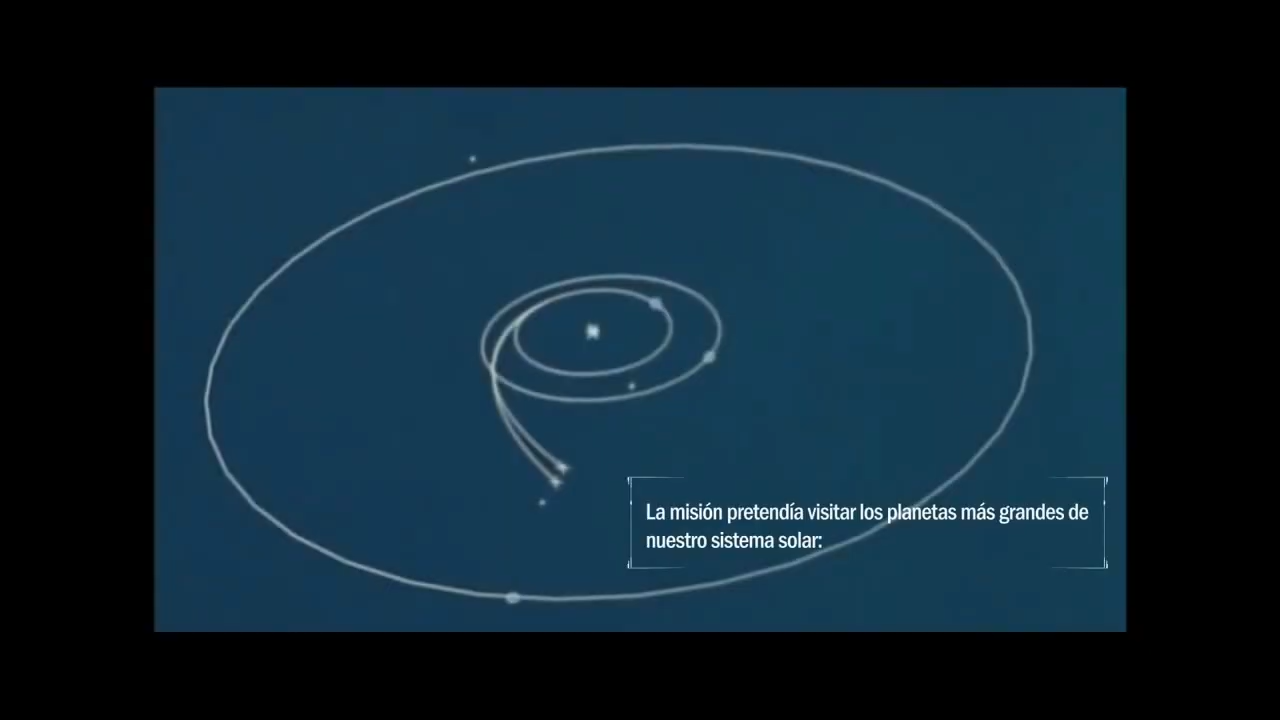 La misión pretendía visitar los planetas más grandes de
nuestro sistema solar: